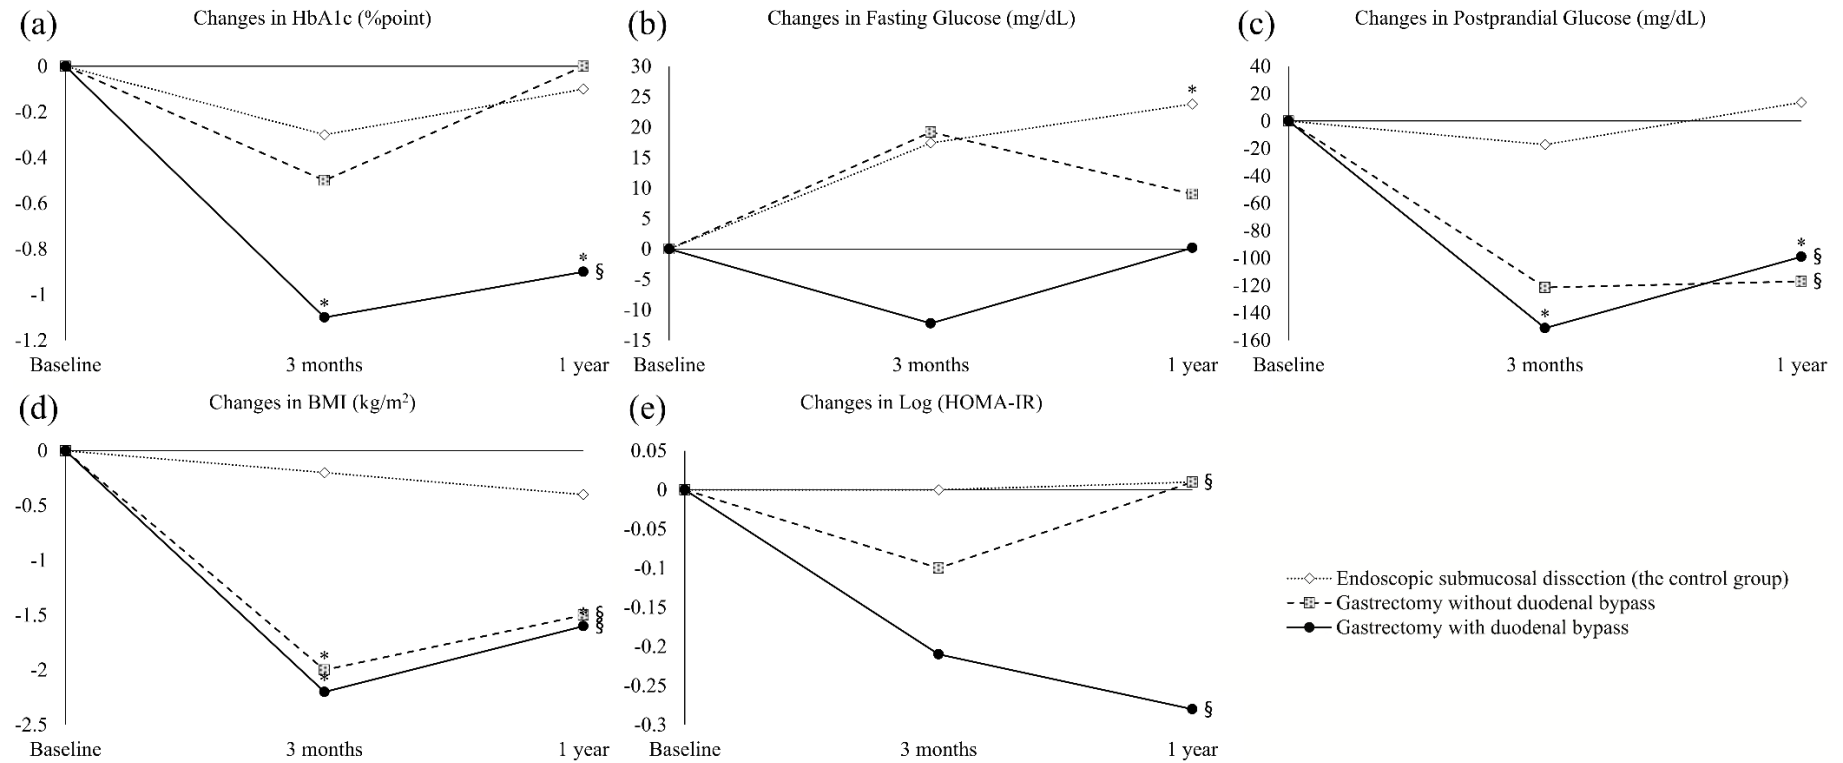 (a)
Changes in HbA1c (%point)
0
-0.2
-0.4
-0.6
-0.8
-1
-1.2
*
*
§
Baseline
3 months
1 year
(b)
Changes in Fasting Glucose (mg/dL)
30
25
20
15
10
5
0
-5
-10
-15
*
Baseline
3 months
1 year
(c)
Changes in Postprandial Glucose (mg/dL)
40
20
0
-20
-40
-60
-80
-100
-120
-140
-160
*
*
§
§
Baseline
3 months
1 year
(d)
Changes in BMI (kg/m²)
0
-0.5
-1
-1.5
-2
-2.5
*
*
*
§
§
Baseline
3 months
1 year
(e)
Changes in Log (HOMA-IR)
0.05
0
-0.05
-0.1
-0.15
-0.2
-0.25
-0.3
§
§
Baseline
3 months
1 year
Endoscopic submucosal dissection (the control group)
Gastrectomy without duodenal bypass
Gastrectomy with duodenal bypass